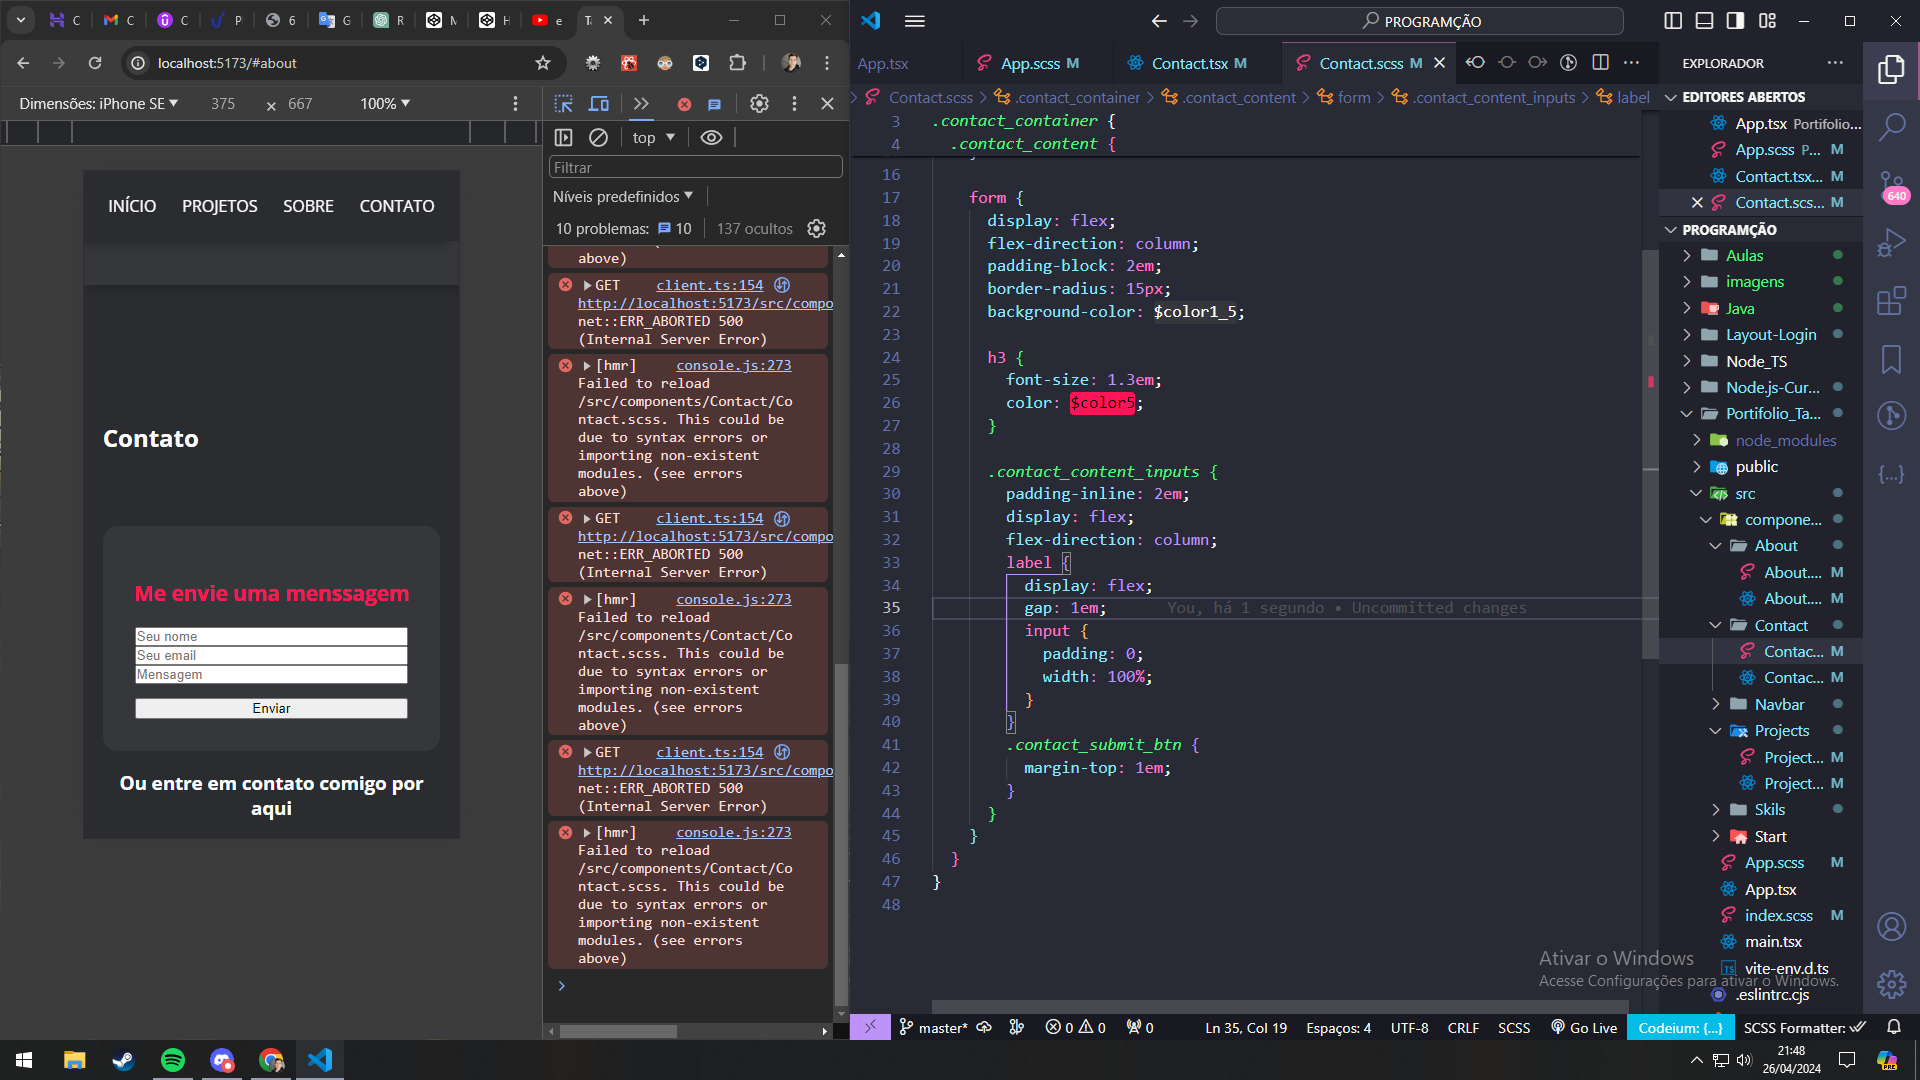 localhost:5173/#about
Dimensões: iPhone SE
375
×
667
100%
INÍCIO
PROJETOS
SOBRE
CONTATO
Contato
Me envie uma menssagem
Seu nome
Seu email
Mensagem
Enviar
Ou entre em contato comigo por
aqui
top
Filtrar
Níveis predefinidos
10 problemas:
10
137 ocultos
above)
GET client.ts:154
http://localhost:5173/src/compo
net::ERR_ABORTED 500
(Internal Server Error)
[hmr] console.js:273
Failed to reload
/src/components/Contact/Co
ntact.scss. This could be
due to syntax errors or
importing non-existent
modules. (see errors
above)
GET client.ts:154
http://localhost:5173/src/compo
net::ERR_ABORTED 500
(Internal Server Error)
[hmr] console.js:273
Failed to reload
/src/components/Contact/Co
ntact.scss. This could be
due to syntax errors or
importing non-existent
modules. (see errors
above)
GET client.ts:154
http://localhost:5173/src/compo
net::ERR_ABORTED 500
(Internal Server Error)
[hmr] console.js:273
Failed to reload
/src/components/Contact/Co
ntact.scss. This could be
due to syntax errors or
importing non-existent
modules. (see errors
above)
PROGRAMÇÃO
App.tsx
App.scss M
Contact.tsx M
Contact.scss M
Contact.scss > .contact_container > .contact_content > form > .contact_content_inputs > label
3 .contact_container {
4 .contact_content {
16
17 form {
18 display: flex;
19 flex-direction: column;
20 padding-block: 2em;
21 border-radius: 15px;
22 background-color: $color1_5;
23
24 h3 {
25 font-size: 1.3em;
26 color: $color5;
27 }
28
29 .contact_content_inputs {
30 padding-inline: 2em;
31 display: flex;
32 flex-direction: column;
33 label {
34 display: flex;
35 gap: 1em; You, há 1 segundo • Uncommitted changes
36 input {
37 padding: 0;
38 width: 100%;
39 }
40 }
41 .contact_submit_btn {
42 margin-top: 1em;
43 }
44 }
45 }
46 }
47 }
48
EXPLORADOR
EDITORES ABERTOS
App.tsx Portifolio...
App.scss P... M
Contact.tsx... M
Contact.scs... M
PROGRAMÇÃO
Aulas
imagens
Java
Layout-Login
Node_TS
Node.js-Cur...
Portifolio_Ta...
node_modules
public
src
compone...
About
About.... M
About.... M
Contact
Contac... M
Contac... M
Navbar
Projects
Project... M
Project... M
Skils
Start
App.scss M
App.tsx
index.scss M
main.tsx
vite-env.d.ts
.eslintrc.cjs
640
Ativar o Windows
Acesse Configurações para ativar o Windows.
master*
0
0
0
Ln 35, Col 19
Espaços: 4
UTF-8
CRLF
SCSS
Go Live
Codeium: {...}
SCSS Formatter:
21:48
26/04/2024